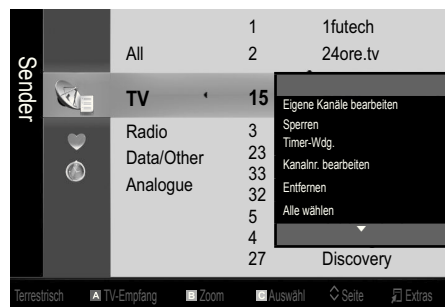 Sender
1 1futech
All 2 24ore.tv
TV 15
Eigene Kanäle bearbeiten
Sperren
Timer-Wdg.
Kanalnr. bearbeiten
Entfernen
Alle wählen
Radio 3
Data/Other 23
33
Analogue
32
5
4
27 Discovery
Terrestrisch A TV-Empfang B Zoom C Auswähl Seite Extras